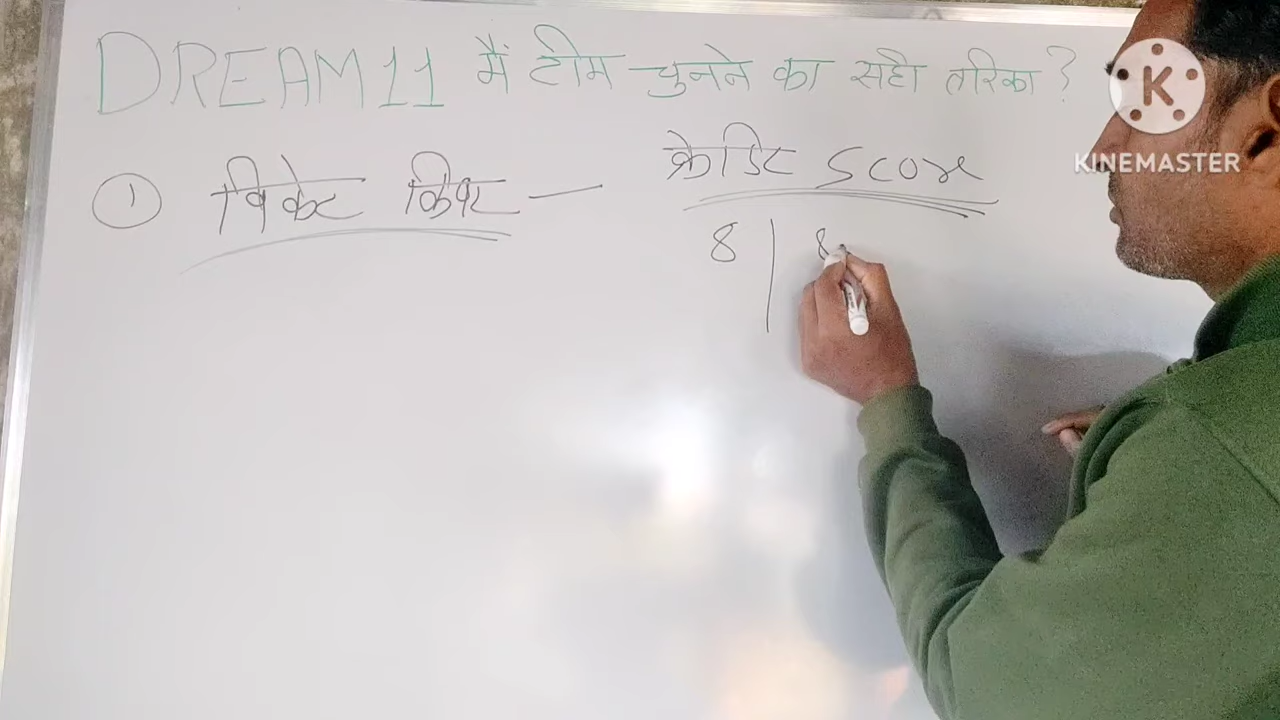 DREAM11 में टीम चुनने का सही तरिका ?
① विकेट किपर — क्रेडिट Score
8 | 8
K
KINEMASTER